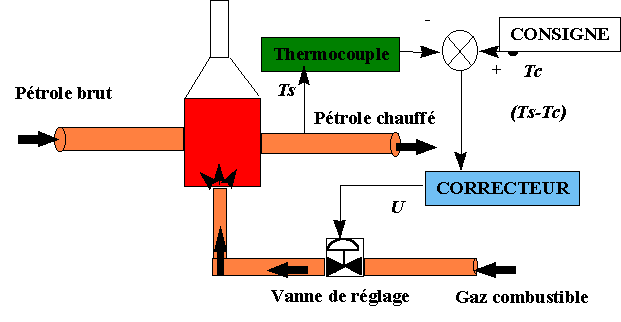 -
CONSIGNE
Thermocouple
+
Tc
Ts
Pétrole brut
Pétrole chauffé
(Ts-Tc)
CORRECTEUR
U
Vanne de réglage
Gaz combustible